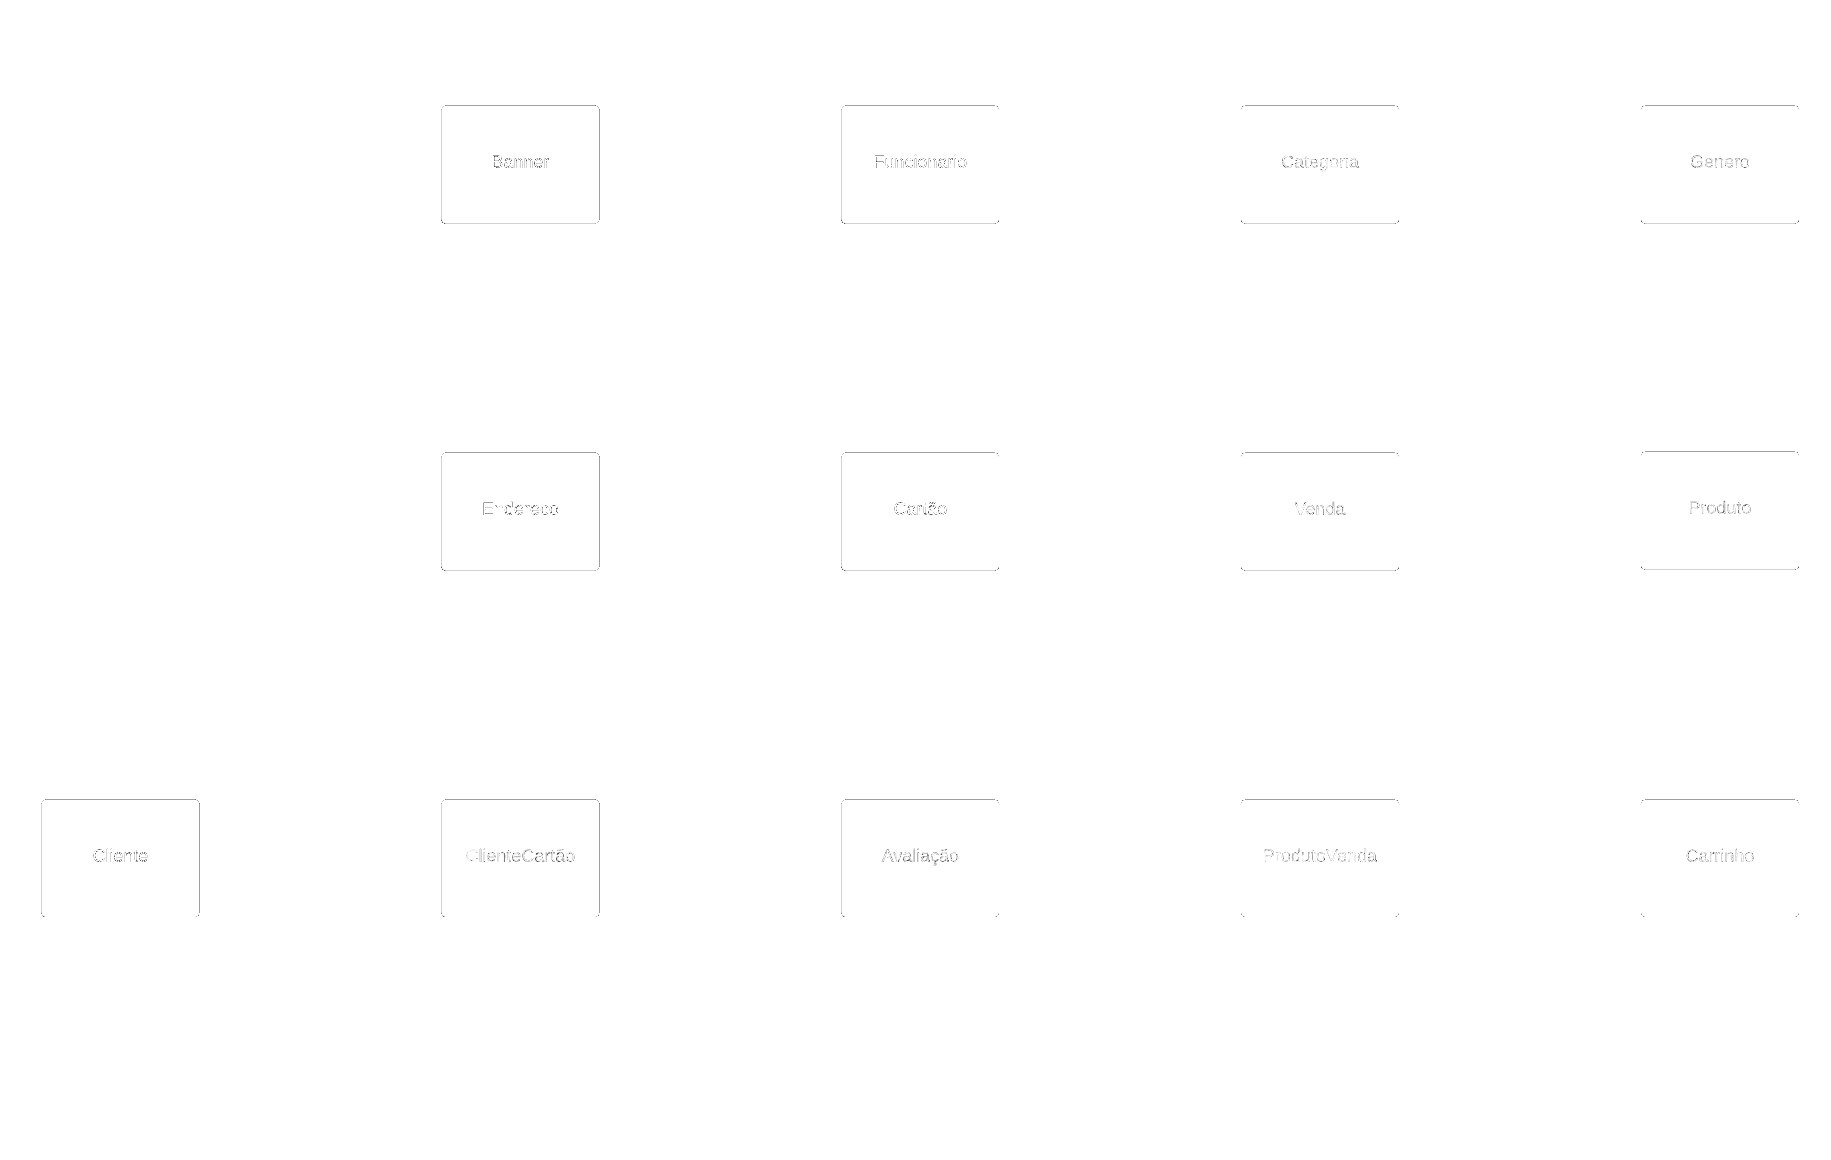 Banner
Funcionario
Categoria
Genero
Endereco
Cartão
Venda
Produto
Cliente
ClienteCartão
Avaliação
ProdutoVenda
Carrinho